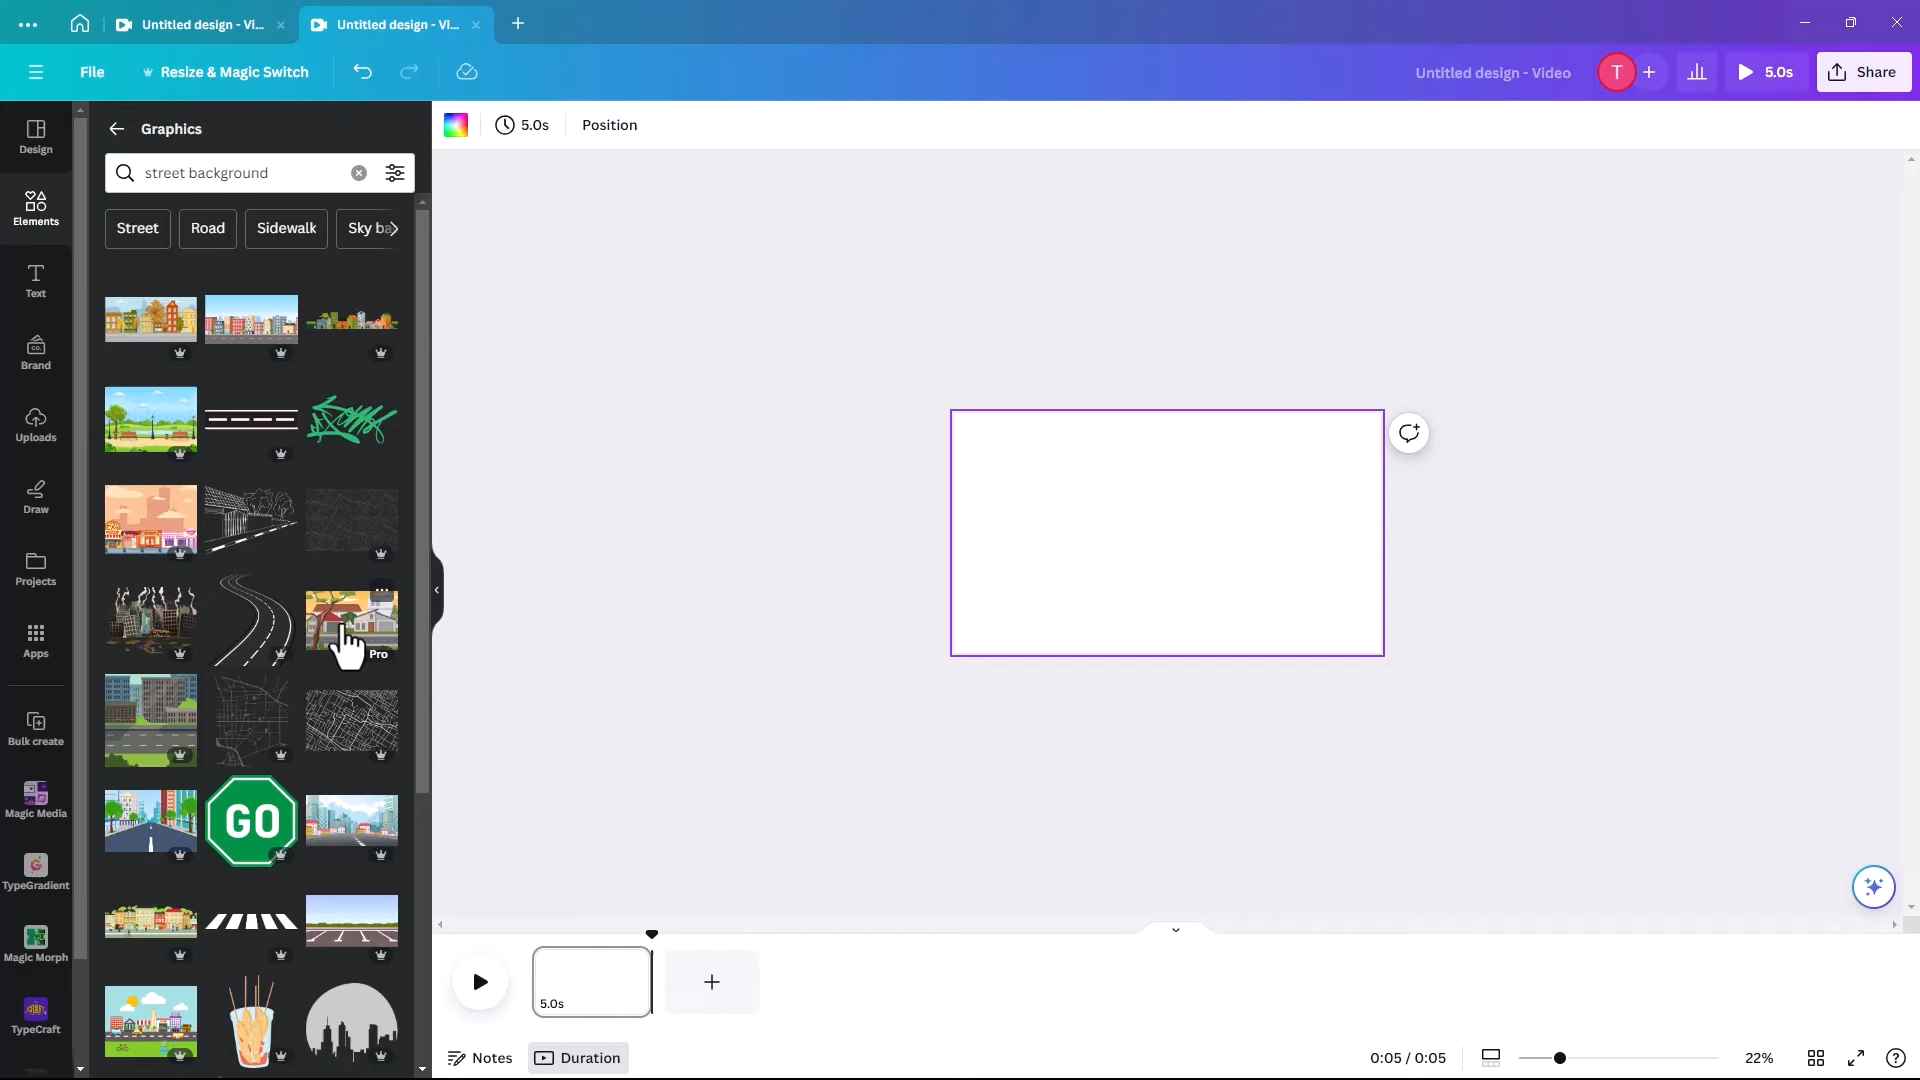 Untitled design - Vi...
Untitled design - Vi...
File
Resize & Magic Switch
Untitled design - Video
T
5.0s
Share
Design
Elements
Text
Brand
Uploads
Draw
Projects
Apps
Bulk create
Magic Media
TypeGradient
Magic Morph
TypeCraft
Graphics
street background
Street
Road
Sidewalk
Sky ba
Pro
GO
5.0s
Position
5.0s
Notes
Duration
0:05 / 0:05
22%